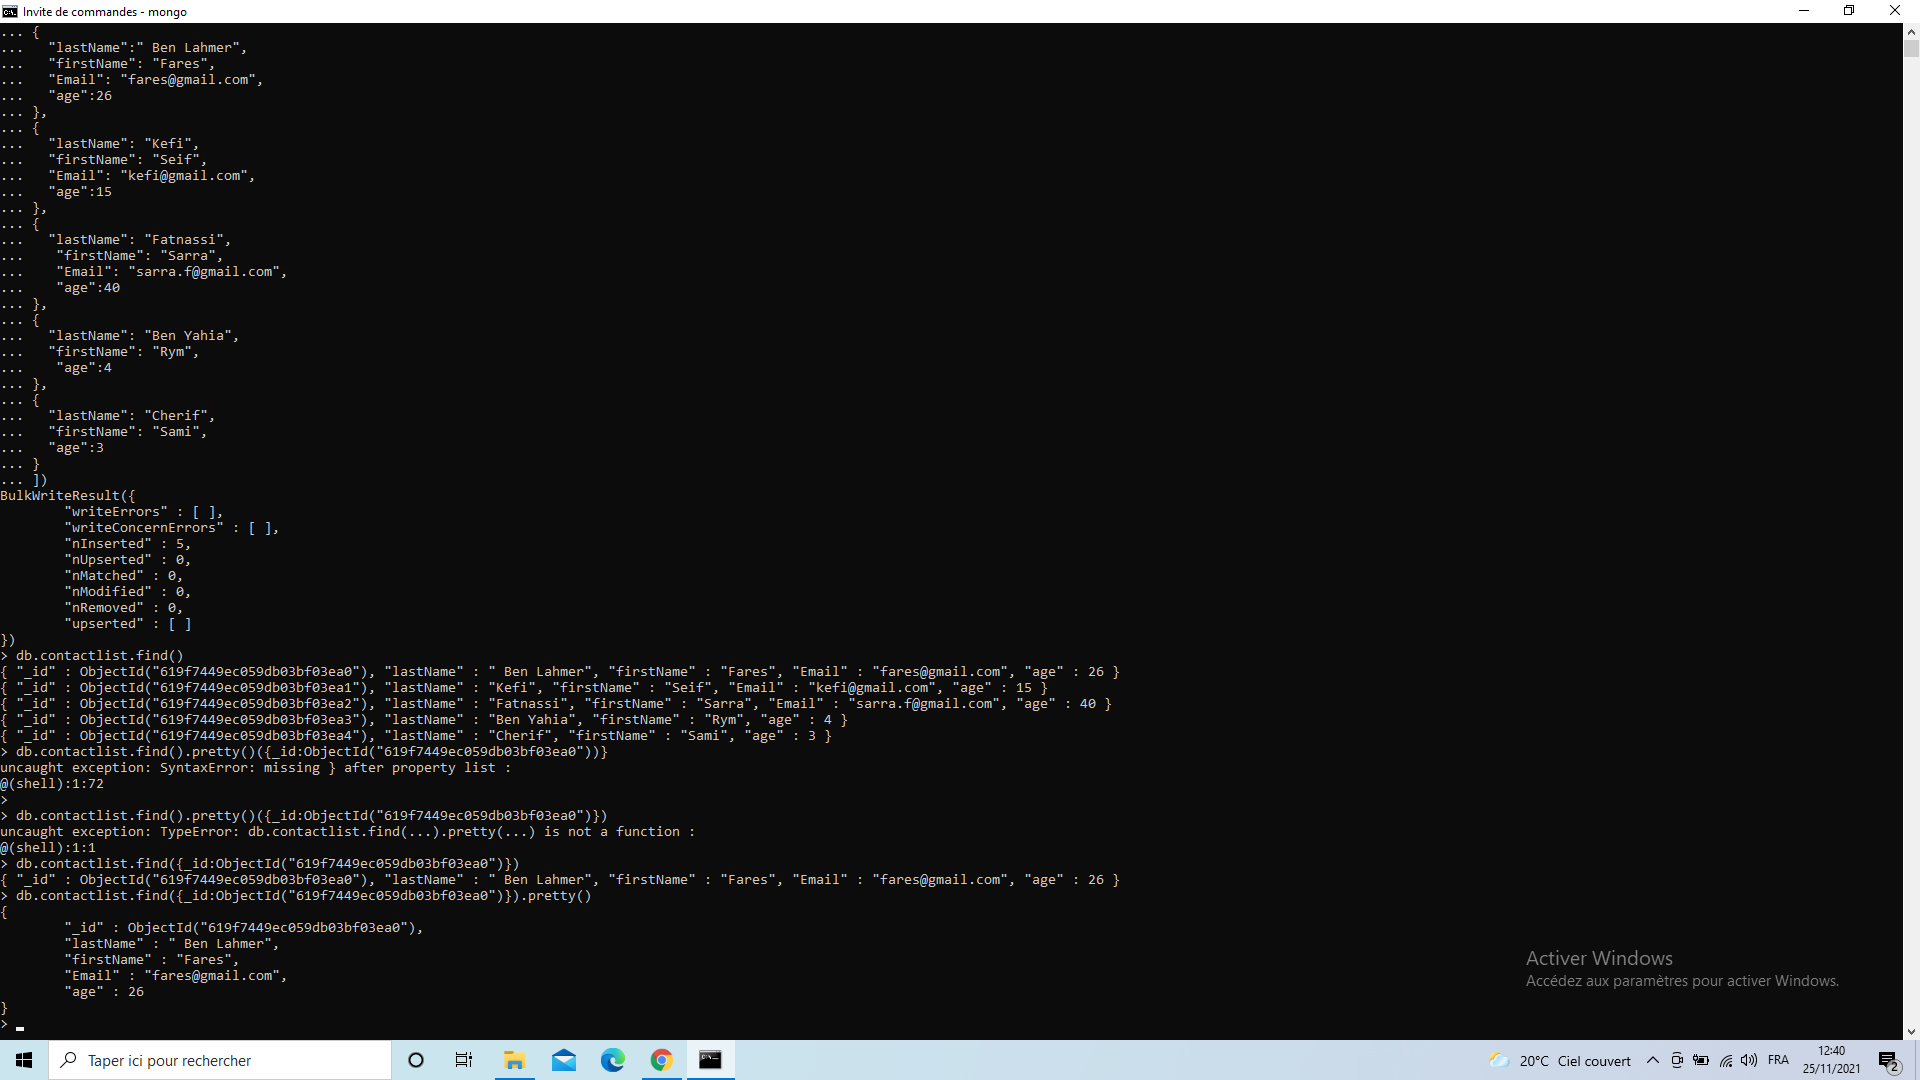 Invite de commandes - mongo
... {
...   "lastName":" Ben Lahmer",
...   "firstName": "Fares",
...   "Email": "fares@gmail.com",
...   "age":26
... },
... {
...   "lastName": "Kefi",
...   "firstName": "Seif",
...   "Email": "kefi@gmail.com",
...   "age":15
... },
... {
...   "lastName": "Fatnassi",
...    "firstName": "Sarra",
...    "Email": "sarra.f@gmail.com",
...    "age":40
... },
... {
...   "lastName": "Ben Yahia",
...   "firstName": "Rym",
...    "age":4
... },
... {
...   "lastName": "Cherif",
...   "firstName": "Sami",
...   "age":3
... }
... ])
BulkWriteResult({
        "writeErrors" : [ ],
        "writeConcernErrors" : [ ],
        "nInserted" : 5,
        "nUpserted" : 0,
        "nMatched" : 0,
        "nModified" : 0,
        "nRemoved" : 0,
        "upserted" : [ ]
})
> db.contactlist.find()
{ "_id" : ObjectId("619f7449ec059db03bf03ea0"), "lastName" : " Ben Lahmer", "firstName" : "Fares", "Email" : "fares@gmail.com", "age" : 26 }
{ "_id" : ObjectId("619f7449ec059db03bf03ea1"), "lastName" : "Kefi", "firstName" : "Seif", "Email" : "kefi@gmail.com", "age" : 15 }
{ "_id" : ObjectId("619f7449ec059db03bf03ea2"), "lastName" : "Fatnassi", "firstName" : "Sarra", "Email" : "sarra.f@gmail.com", "age" : 40 }
{ "_id" : ObjectId("619f7449ec059db03bf03ea3"), "lastName" : "Ben Yahia", "firstName" : "Rym", "age" : 4 }
{ "_id" : ObjectId("619f7449ec059db03bf03ea4"), "lastName" : "Cherif", "firstName" : "Sami", "age" : 3 }
> db.contactlist.find().pretty()({_id:ObjectId("619f7449ec059db03bf03ea0"))}
uncaught exception: SyntaxError: missing } after property list :
@(shell):1:72
>
> db.contactlist.find().pretty()({_id:ObjectId("619f7449ec059db03bf03ea0")})
uncaught exception: TypeError: db.contactlist.find(...).pretty(...) is not a function :
@(shell):1:1
> db.contactlist.find({_id:ObjectId("619f7449ec059db03bf03ea0")})
{ "_id" : ObjectId("619f7449ec059db03bf03ea0"), "lastName" : " Ben Lahmer", "firstName" : "Fares", "Email" : "fares@gmail.com", "age" : 26 }
> db.contactlist.find({_id:ObjectId("619f7449ec059db03bf03ea0")}).pretty()
{
        "_id" : ObjectId("619f7449ec059db03bf03ea0"),
        "lastName" : " Ben Lahmer",
        "firstName" : "Fares",
        "Email" : "fares@gmail.com",
        "age" : 26
}
>
Activer Windows
Accédez aux paramètres pour activer Windows.
Taper ici pour rechercher
20°C Ciel couvert
FRA
12:40
25/11/2021
2